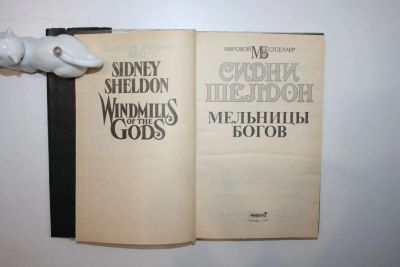 SIDNEY
SHELDON
WINDMILLS
OF THE
GODS
МИРОВОЙ БЕСТСЕЛЛЕР
СИДНИ
ШЕЛДОН
МЕЛЬНИЦЫ
БОГОВ